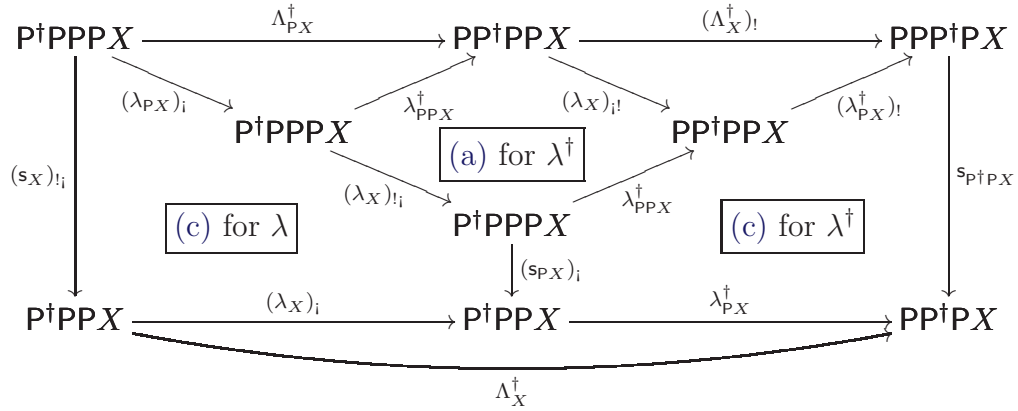 Λ†PX (Λ†X)!
P†PPPX PP†PPX PPP†PX
(λPX)¡ λ†PPX (λX)¡! (λ†PX)!
P†PPPX PP†PPX
(a) for λ†
(sX)!¡ (λX)!¡ λ†PPX sP†PX
(c) for λ P†PPPX (c) for λ†
(sPX)¡
(λX)¡ λ†PX
P†PPX P†PPX PP†PX
Λ†X